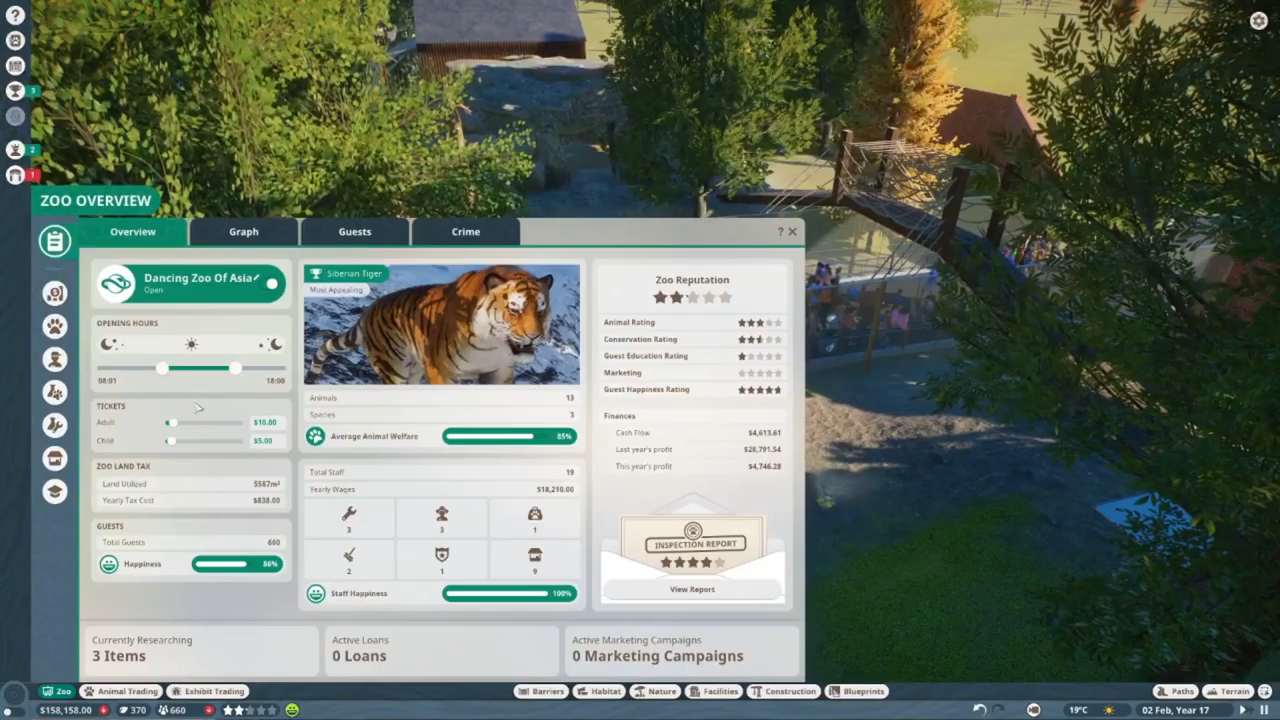 ?
3
2
1
ZOO OVERVIEW
Overview
Graph
Guests
Crime
?
Dancing Zoo Of Asia
Open
OPENING HOURS
08:01
18:00
TICKETS
Adult
$10.00
Child
$5.00
ZOO LAND TAX
Land Utilized
5587m²
Yearly Tax Cost
$838.00
GUESTS
Total Guests
660
Happiness
86%
Siberian Tiger
Most Appealing
Animals
13
Species
3
Average Animal Welfare
85%
Total Staff
19
Yearly Wages
$18,210.00
3
3
1
2
1
9
Staff Happiness
100%
Zoo Reputation
Animal Rating
Conservation Rating
Guest Education Rating
Marketing
Guest Happiness Rating
Finances
Cash Flow
$4,613.61
Last year's profit
$28,791.54
This year's profit
$4,746.28
INSPECTION REPORT
View Report
Currently Researching
3 Items
Active Loans
0 Loans
Active Marketing Campaigns
0 Marketing Campaigns
Zoo
Animal Trading
Exhibit Trading
Barriers
Habitat
Nature
Facilities
Construction
Blueprints
Paths
Terrain
$158,158.00
370
660
19°C
02 Feb, Year 17